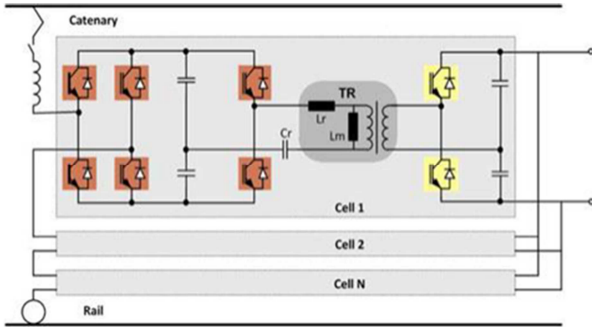 Catenary
TR
Lr
Lm
Cr
Cell 1
Cell 2
Cell N
Rail